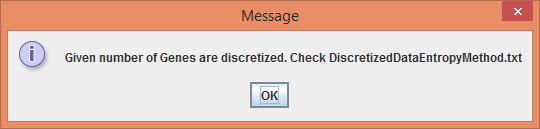 Message
Given number of Genes are discretized. Check DiscretizedDataEntropyMethod.txt
OK